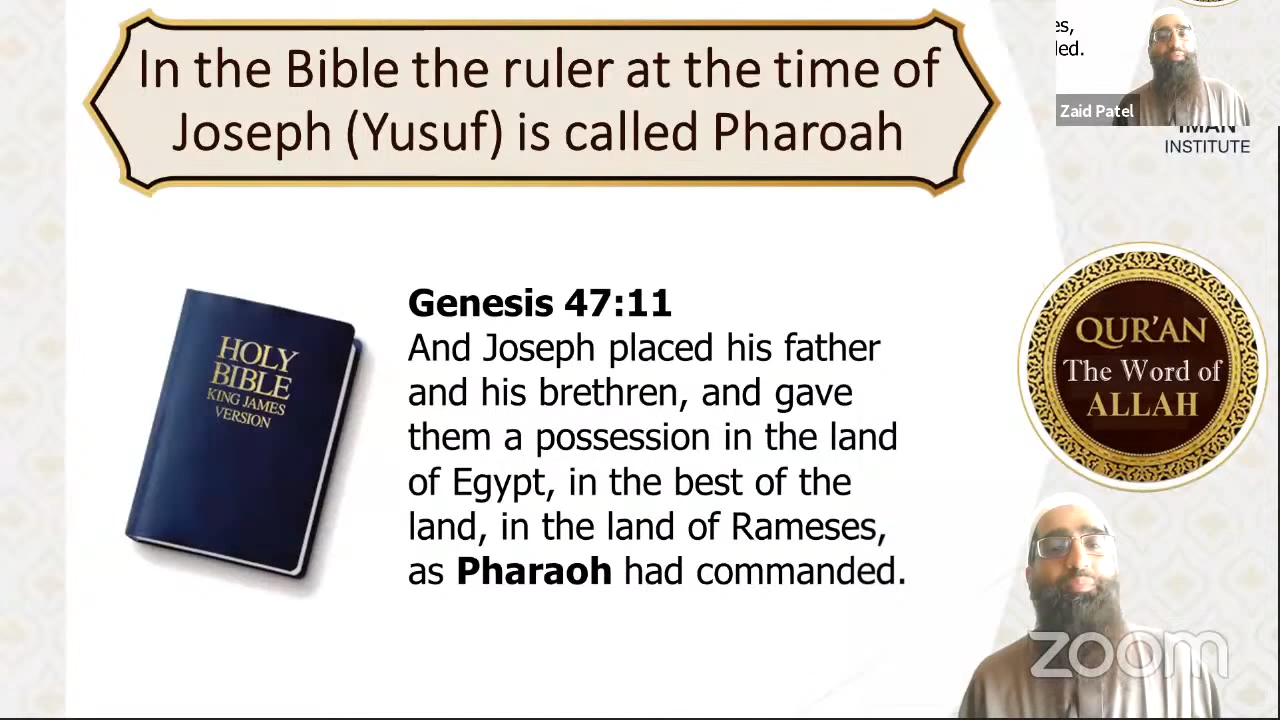 In the Bible the ruler at the time of
Joseph (Yusuf) is called Pharoah
es,
led.
Zaid Patel
IMAN
INSTITUTE
HOLY
BIBLE
KING JAMES
VERSION
Genesis 47:11
And Joseph placed his father
and his brethren, and gave
them a possession in the land
of Egypt, in the best of the
land, in the land of Rameses,
as Pharaoh had commanded.
QUR'AN
The Word of
ALLAH
zoom